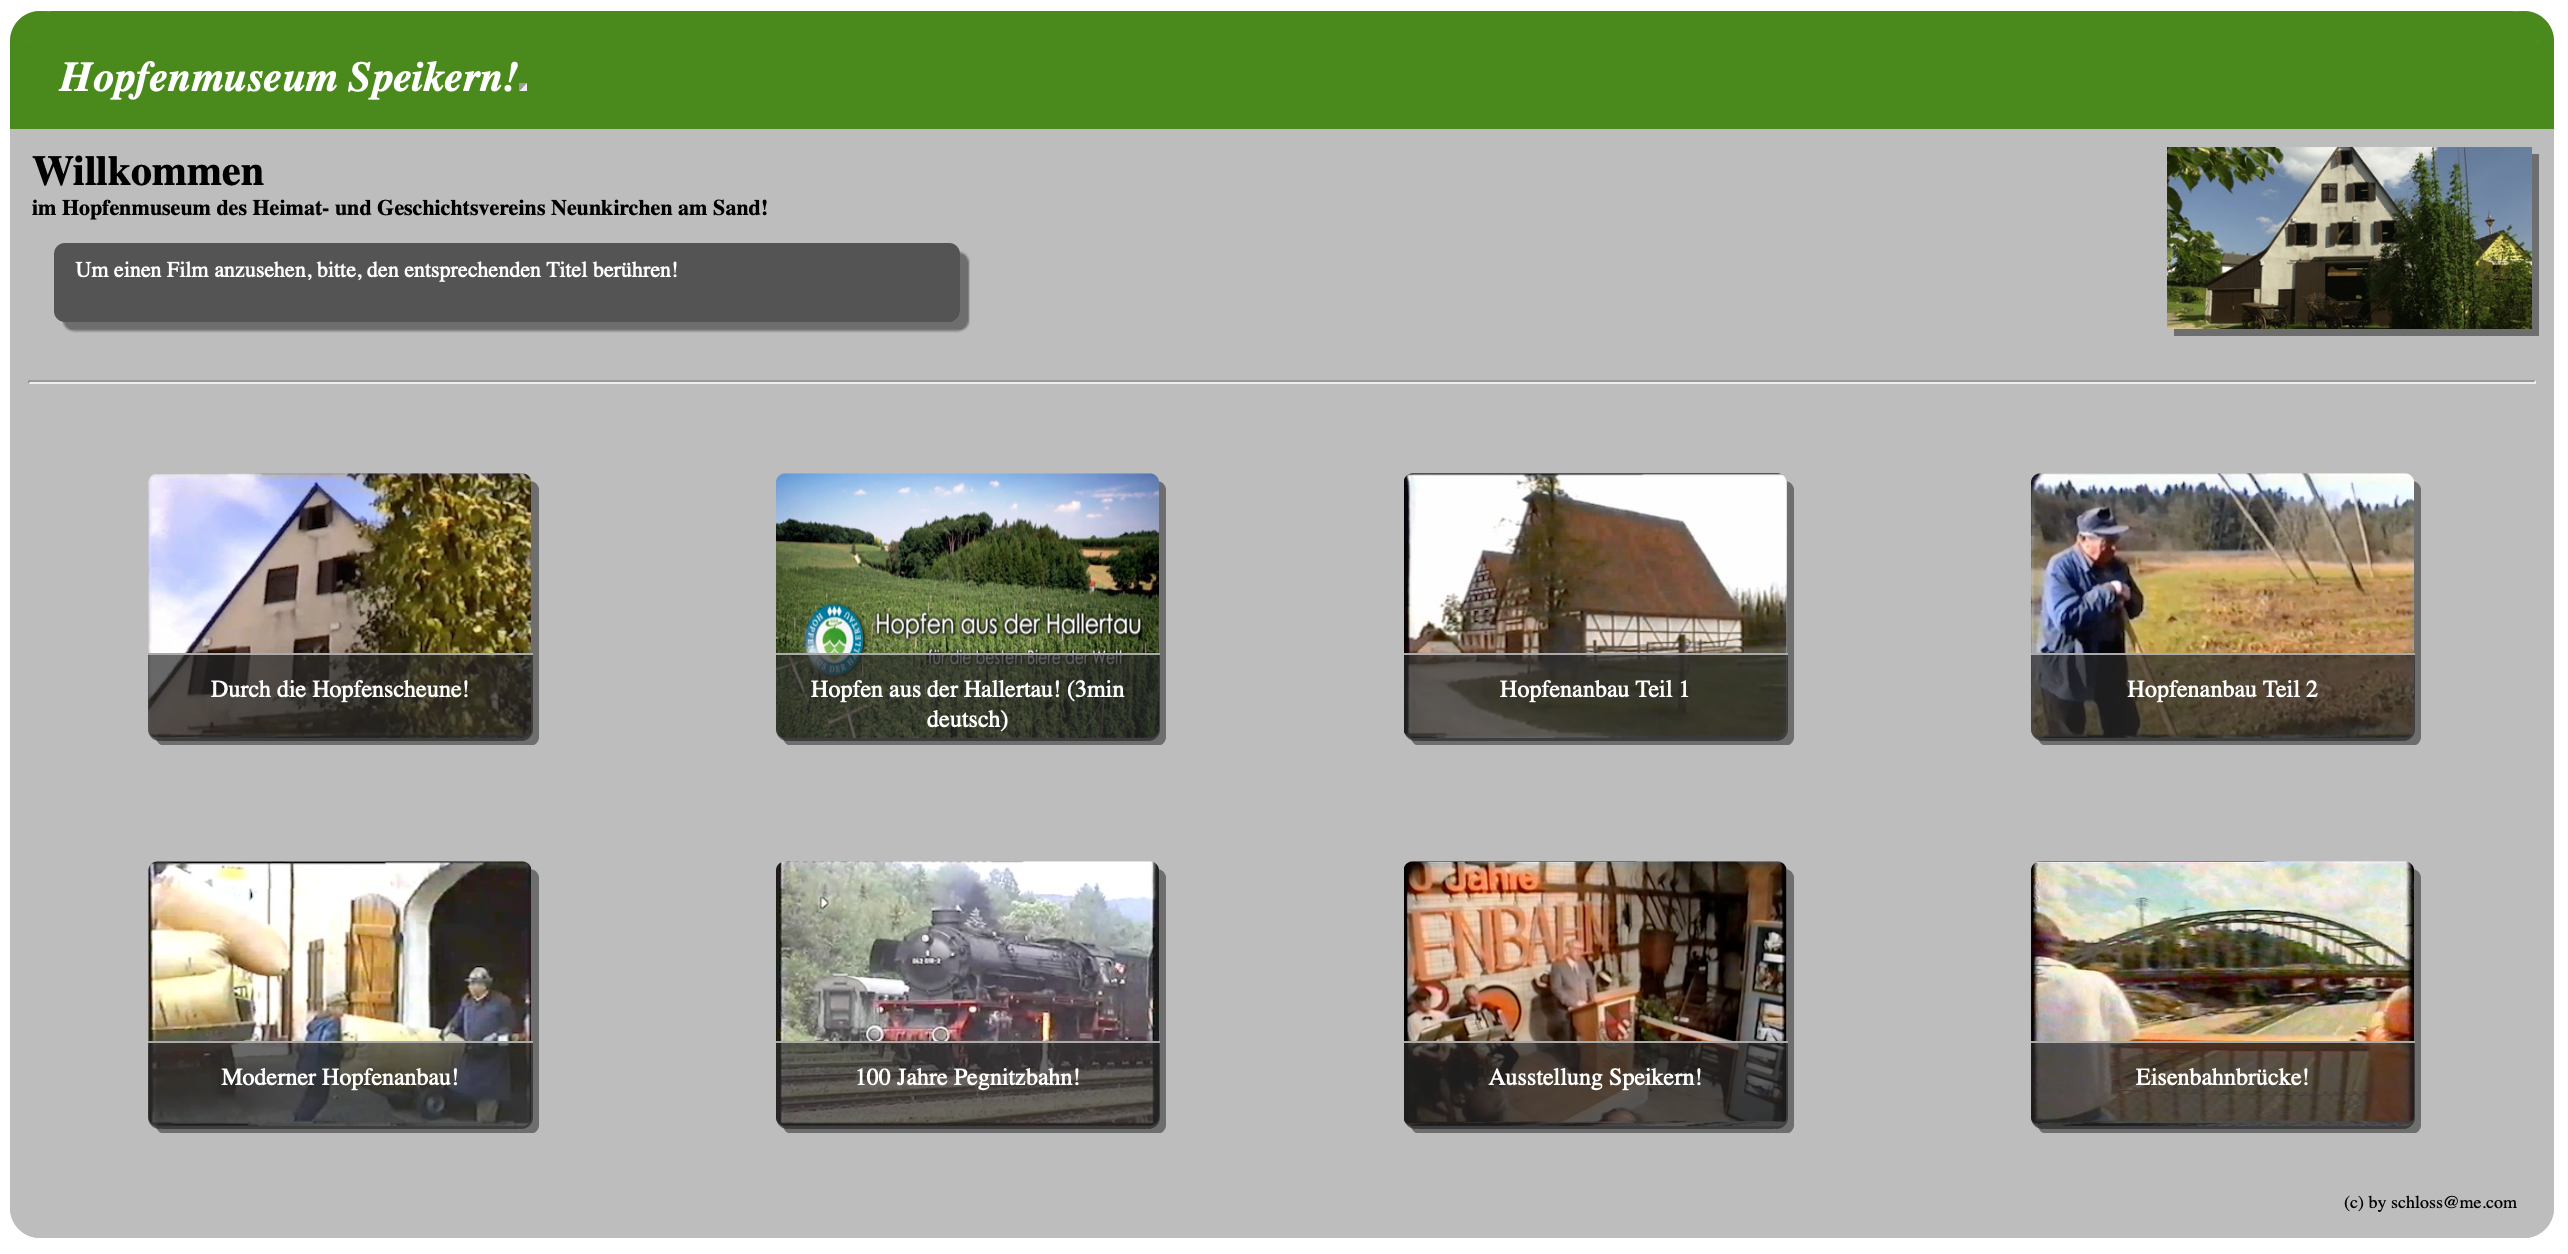 Hopfenmuseum Speikern!.
Willkommen
im Hopfenmuseum des Heimat- und Geschichtsvereins Neunkirchen am Sand!
Um einen Film anzusehen, bitte, den entsprechenden Titel berühren!
Durch die Hopfenscheune!
Hopfen aus der Hallertau
für die besten Biere der Welt
Hopfen aus der Hallertau! (3min
deutsch)
Hopfenanbau Teil 1
Hopfenanbau Teil 2
Moderner Hopfenanbau!
100 Jahre Pegnitzbahn!
0 Jahre
ENBAHN
Ausstellung Speikern!
Eisenbahnbrücke!
(c) by schloss@me.com